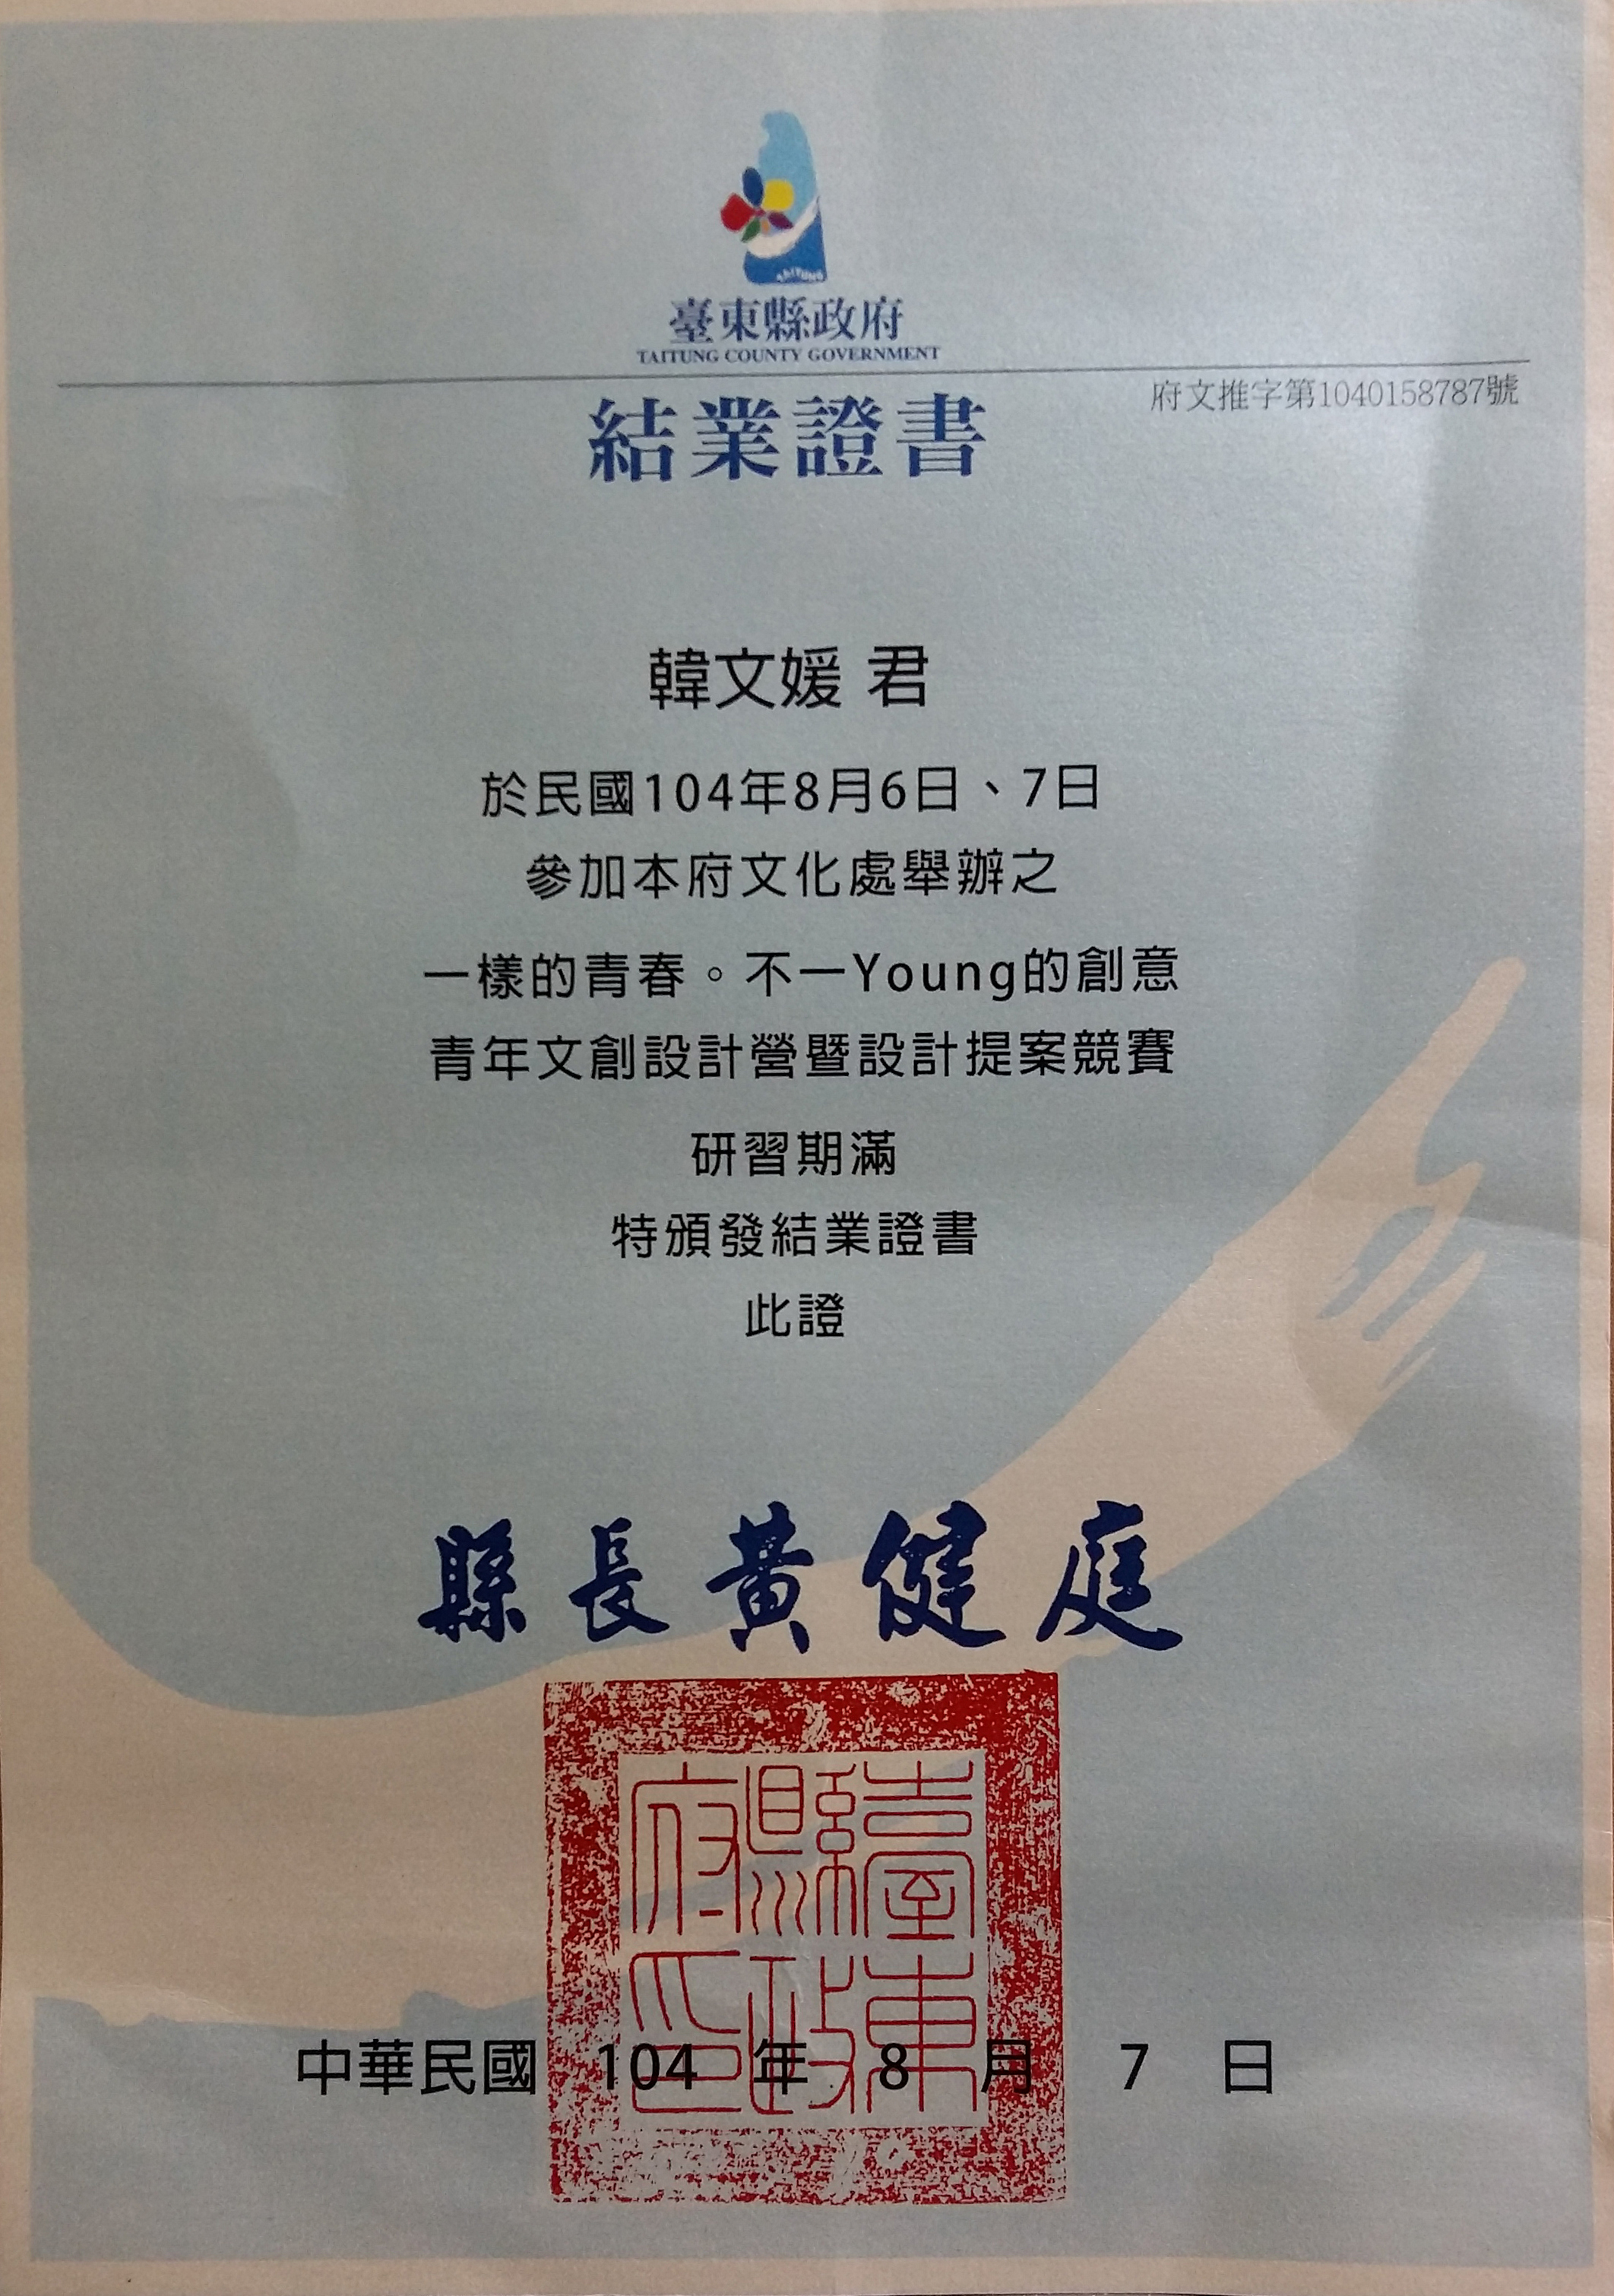 TAITUNG
臺東縣政府
TAITUNG COUNTY GOVERNMENT
府文推字第1040158787號
結業證書
韓文媛 君
於民國104年8月6日、7日
參加本府文化處舉辦之
一樣的青春。不一Young的創意
青年文創設計營暨設計提案競賽
研習期滿
特頒發結業證書
此證
縣長黃健庭
臺東縣政府印
中華民國 104 年 8 月 7 日